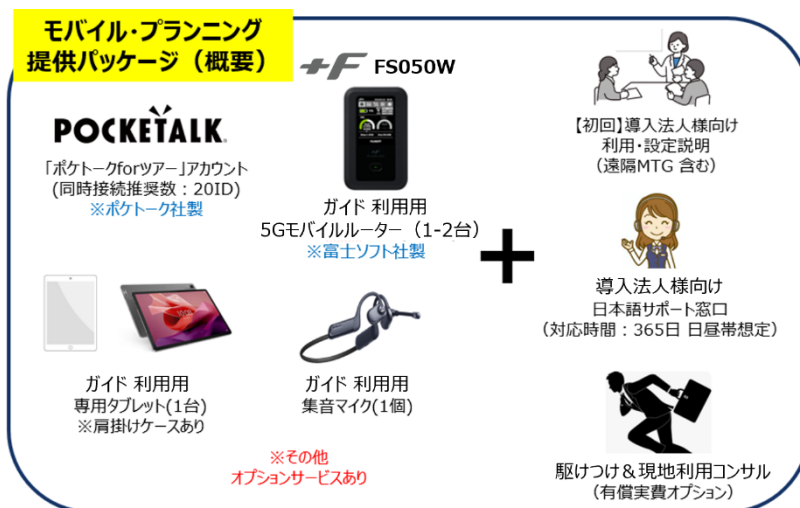 モバイル・プランニング
提供パッケージ（概要）
POCKETALK
「ポケトークforツアー」アカウント
(同時接続推奨数：20ID)
※ポケトーク社製
+F FS050W
ガイド 利用用
5Gモバイルルーター（1-2台）
※富士ソフト社製
ガイド 利用用
専用タブレット(1台)
※肩掛けケースあり
ガイド 利用用
集音マイク(1個)
※その他
オプションサービスあり
+
【初回】導入法人様向け
利用・設定説明
（遠隔MTG 含む）
導入法人様向け
日本語サポート窓口
（対応時間：365日 日昼帯想定）
駆けつけ＆現地利用コンサル
（有償実費オプション）